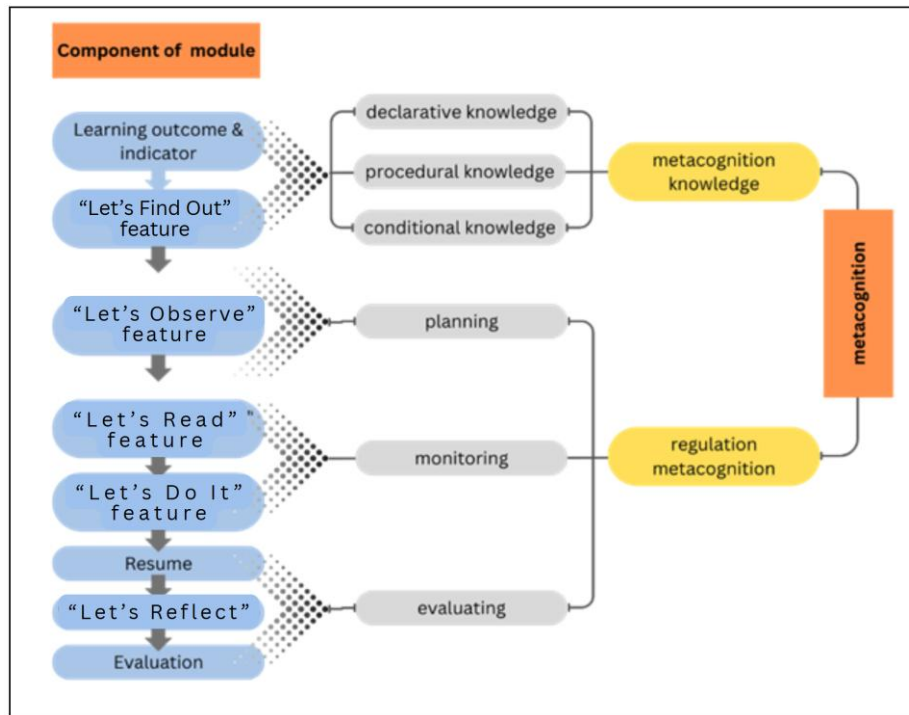 Component of module
Learning outcome &
indicator
“Let’s Find Out”
feature
“Let’s Observe”
feature
“Let’s Read” "
feature
“Let’s Do It”
feature
Resume
“Let’s Reflect”
Evaluation
declarative knowledge
procedural knowledge
conditional knowledge
planning
monitoring
evaluating
metacognition
knowledge
regulation
metacognition
metacognition